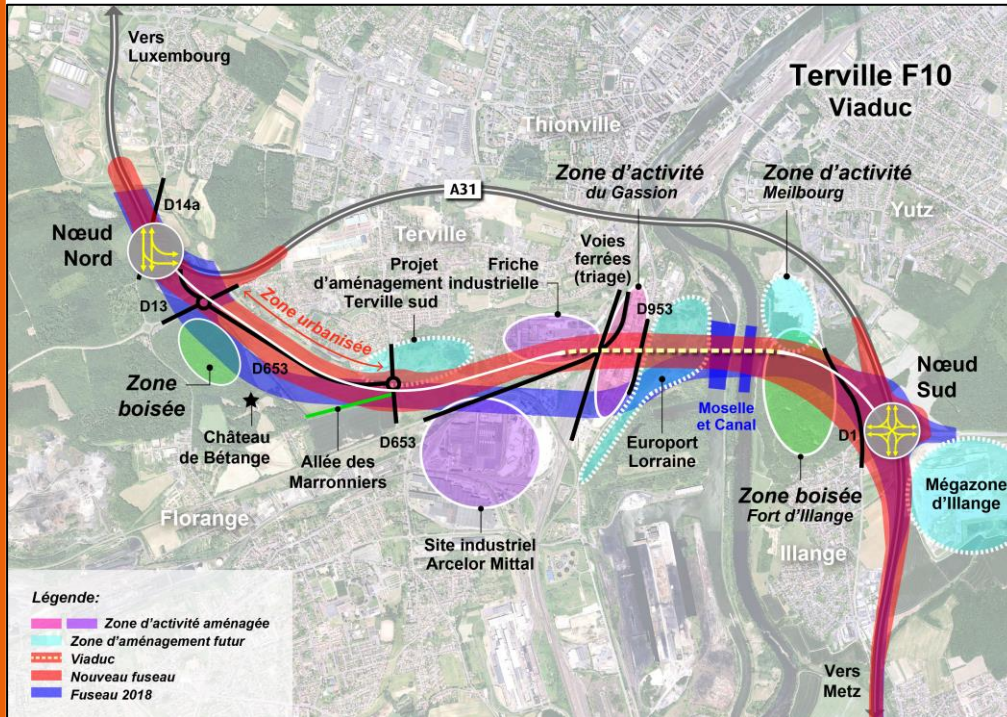 Vers
Luxembourg
Terville F10
Viaduc
Thionville
Zone d'activité
du Gassion
Zone d'activité
Meilbourg
A31
D14a
Yutz
Nœud
Nord
Terville
Voies
ferrées
(triage)
Projet
d'aménagement
Terville sud
Friche
industrielle
Zone urbanisée
D13
D953
D653
Nœud
Sud
Zone
boisée
Moselle
et Canal
Château
de Bétange
Allée des
Marronniers
D653
Europort
Lorraine
D1
Zone boisée
Fort d'Illange
Mégazone
d'Illange
Florange
Site industriel
Arcelor Mittal
Illange
Légende:
Zone d'activité aménagée
Zone d'aménagement futur
Viaduc
Nouveau fuseau
Fuseau 2018
Vers
Metz